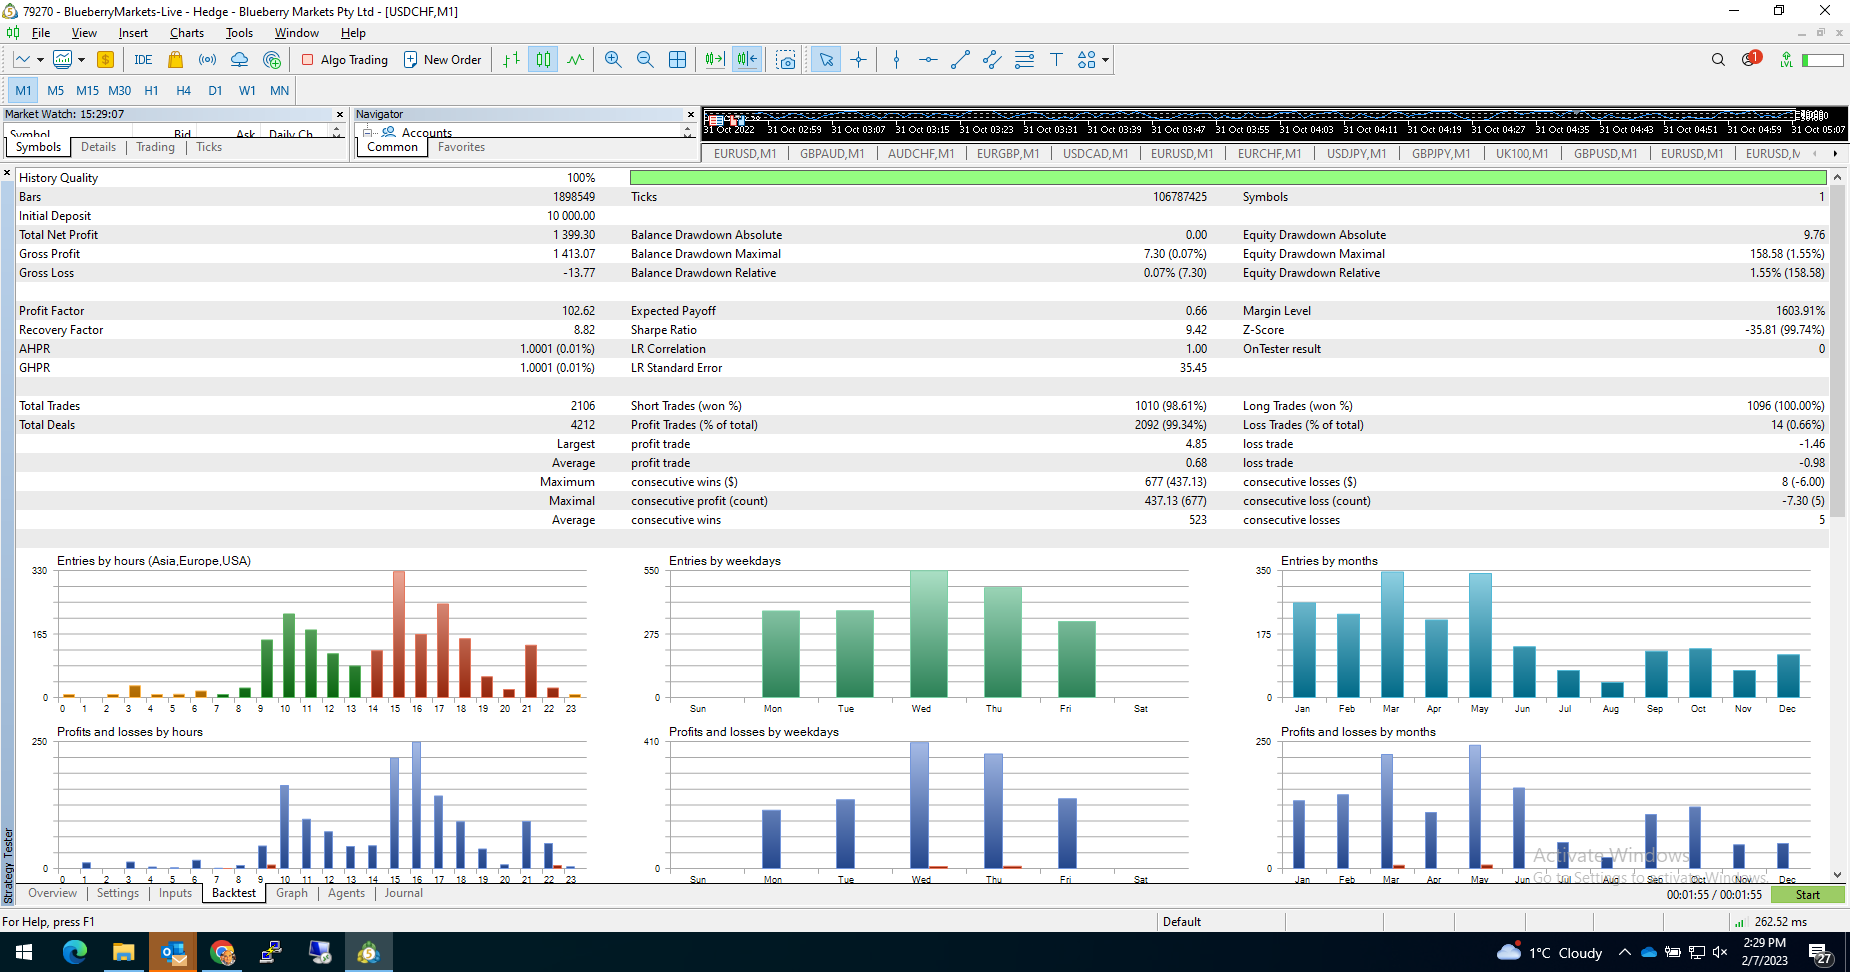 79270 - BlueberryMarkets-Live - Hedge - Blueberry Markets Pty Ltd - [USDCHF,M1]
File View Insert Charts Tools Window Help
IDE Algo Trading New Order 1 LVL
M1 M5 M15 M30 H1 H4 D1 W1 MN
Market Watch: 15:29:07 Navigator
Symbol Bid Ask Daily Ch... Accounts
31 Oct 2022 31 Oct 02:59 31 Oct 03:07 31 Oct 03:15 31 Oct 03:23 31 Oct 03:31 31 Oct 03:39 31 Oct 03:47 31 Oct 03:55 31 Oct 04:03 31 Oct 04:11 31 Oct 04:19 31 Oct 04:27 31 Oct 04:35 31 Oct 04:43 31 Oct 04:51 31 Oct 04:59 31 Oct 05:07
Symbols Details Trading Ticks Common Favorites
EURUSD,M1 GBPAUD,M1 AUDCHF,M1 EURGBP,M1 USDCAD,M1 EURUSD,M1 EURCHF,M1 USDJPY,M1 GBPJPY,M1 UK100,M1 GBPUSD,M1 EURUSD,M1 EURUSD,M
History Quality 100%
Bars 1898549 Ticks 106787425 Symbols 1
Initial Deposit 10 000.00
Total Net Profit 1 399.30 Balance Drawdown Absolute 0.00 Equity Drawdown Absolute 9.76
Gross Profit 1 413.07 Balance Drawdown Maximal 7.30 (0.07%) Equity Drawdown Maximal 158.58 (1.55%)
Gross Loss -13.77 Balance Drawdown Relative 0.07% (7.30) Equity Drawdown Relative 1.55% (158.58)
Profit Factor 102.62 Expected Payoff 0.66 Margin Level 1603.91%
Recovery Factor 8.82 Sharpe Ratio 9.42 Z-Score -35.81 (99.74%)
AHPR 1.0001 (0.01%) LR Correlation 1.00 OnTester result 0
GHPR 1.0001 (0.01%) LR Standard Error 35.45
Total Trades 2106 Short Trades (won %) 1010 (98.61%) Long Trades (won %) 1096 (100.00%)
Total Deals 4212 Profit Trades (% of total) 2092 (99.34%) Loss Trades (% of total) 14 (0.66%)
Largest profit trade 4.85 loss trade -1.46
Average profit trade 0.68 loss trade -0.98
Maximum consecutive wins ($) 677 (437.13) consecutive losses ($) 8 (-6.00)
Maximal consecutive profit (count) 437.13 (677) consecutive loss (count) -7.30 (5)
Average consecutive wins 523 consecutive losses 5
Entries by hours (Asia,Europe,USA) Entries by weekdays Entries by months
330 550 350
165 275 175
0 0 0
0 1 2 3 4 5 6 7 8 9 10 11 12 13 14 15 16 17 18 19 20 21 22 23 Sun Mon Tue Wed Thu Fri Sat Jan Feb Mar Apr May Jun Jul Aug Sep Oct Nov Dec
Profits and losses by hours Profits and losses by weekdays Profits and losses by months
250 410 250
0 0 0
0 1 2 3 4 5 6 7 8 9 10 11 12 13 14 15 16 17 18 19 20 21 22 23 Sun Mon Tue Wed Thu Fri Sat Jan Feb Mar Apr May Jun Jul Aug Sep Oct Nov Dec
Activate Windows
Go to Settings to activate Windows.
Strategy Tester
Overview Settings Inputs Backtest Graph Agents Journal 00:01:55 / 00:01:55 Start
For Help, press F1 Default 262.52 ms
1°C Cloudy 2:29 PM
2/7/2023 27